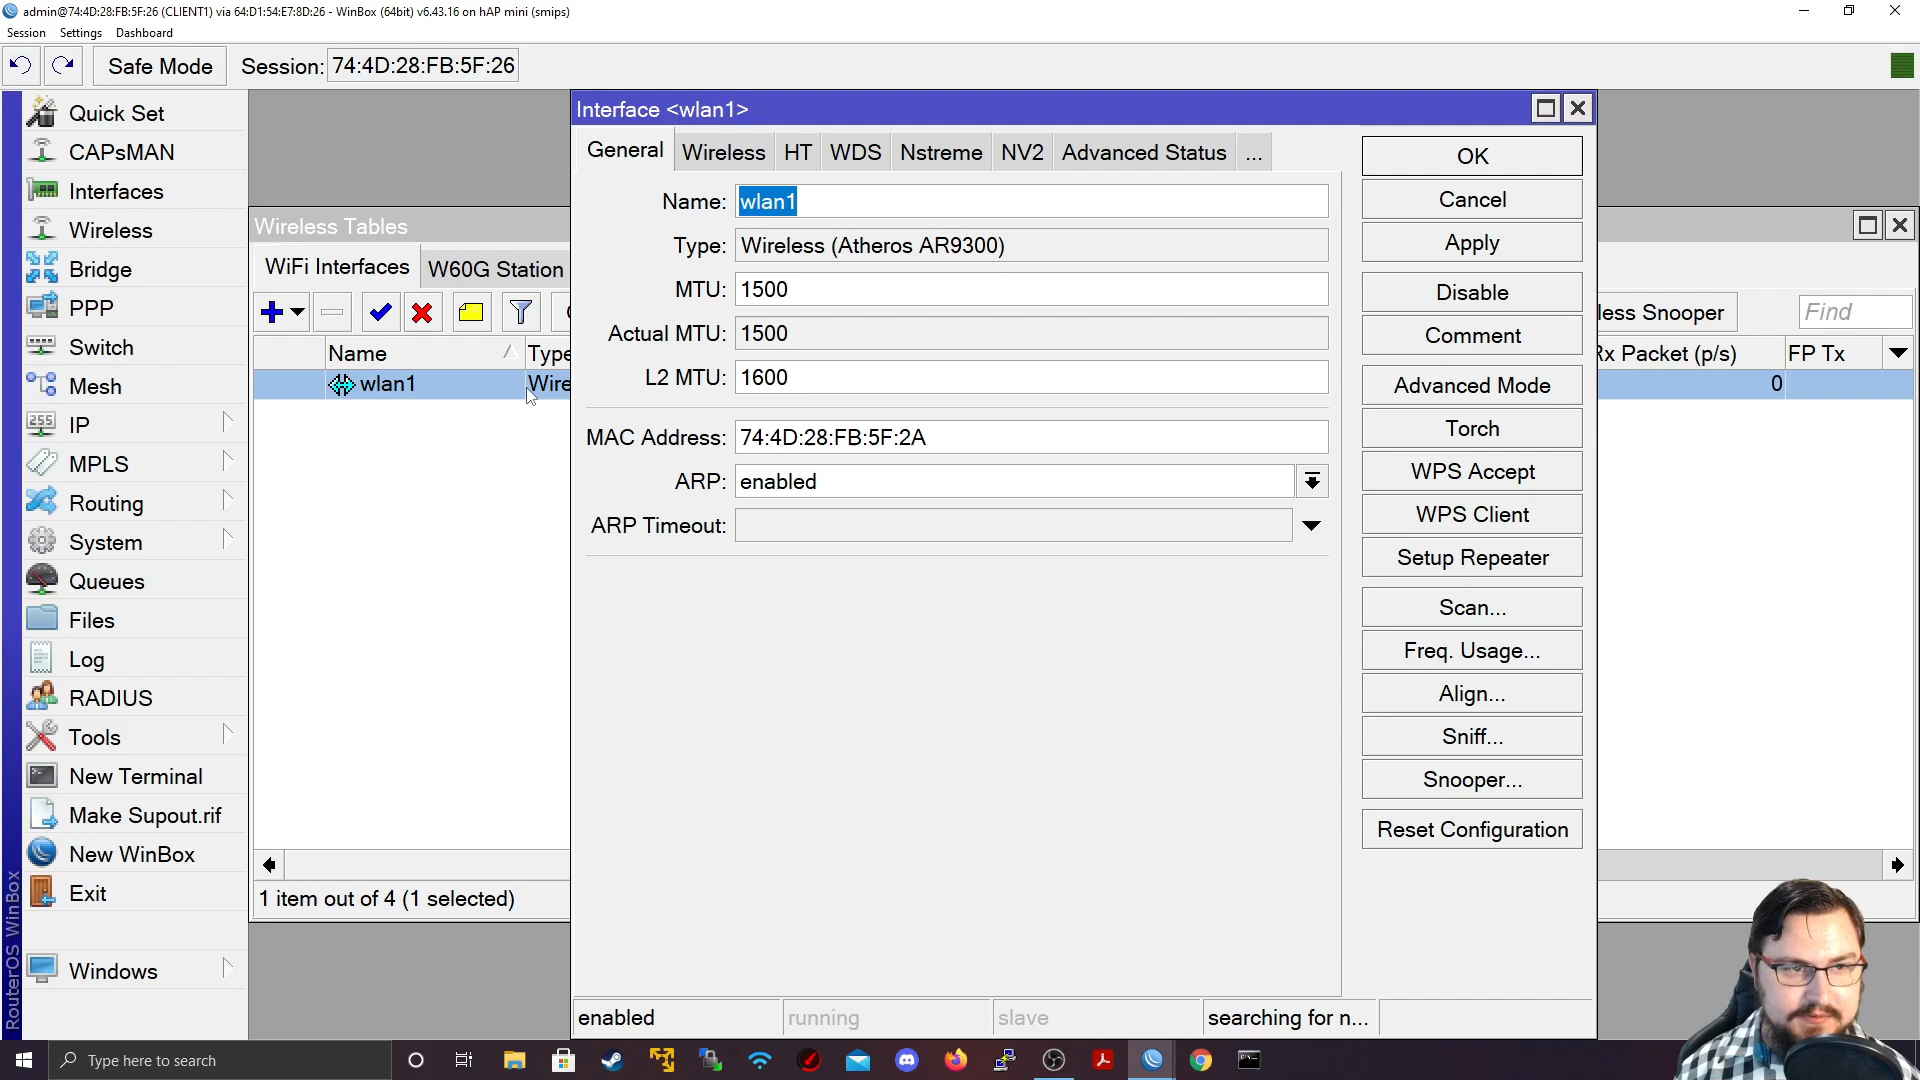 admin@74:4D:28:FB:5F:26 (CLIENT1) via 64:D1:54:E7:8D:26 - WinBox (64bit) v6.43.16 on hAP mini (smips)
Session Settings Dashboard
Safe Mode Session: 74:4D:28:FB:5F:26
Quick Set
CAPsMAN
Interfaces
Wireless
Bridge
PPP
Switch
Mesh
IP
MPLS
Routing
System
Queues
Files
Log
RADIUS
Tools
New Terminal
Make Supout.rif
New WinBox
Exit
Windows
RouterOS WinBox
Wireless Tables
WiFi Interfaces W60G Station
Name Type
wlan1 Wire
1 item out of 4 (1 selected)
Interface <wlan1>
General Wireless HT WDS Nstreme NV2 Advanced Status ...
Name: wlan1
Type: Wireless (Atheros AR9300)
MTU: 1500
Actual MTU: 1500
L2 MTU: 1600
MAC Address: 74:4D:28:FB:5F:2A
ARP: enabled
ARP Timeout:
OK
Cancel
Apply
Disable
Comment
Advanced Mode
Torch
WPS Accept
WPS Client
Setup Repeater
Scan...
Freq. Usage...
Align...
Sniff...
Snooper...
Reset Configuration
enabled running slave searching for n...
less Snooper Find
Rx Packet (p/s) FP Tx
0
255
Type here to search